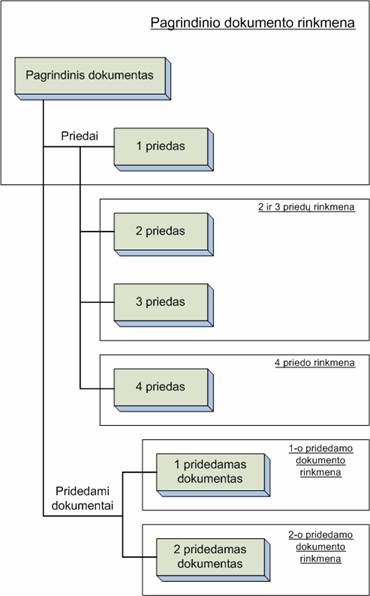 Pagrindinio dokumento rinkmena
Pagrindinis dokumentas
Priedai
1 priedas
2 ir 3 priedų rinkmena
2 priedas
3 priedas
4 priedo rinkmena
4 priedas
1-o pridedamo
dokumento
rinkmena
1 pridedamas
dokumentas
Pridedami
dokumentai
2-o pridedamo
dokumento
rinkmena
2 pridedamas
dokumentas